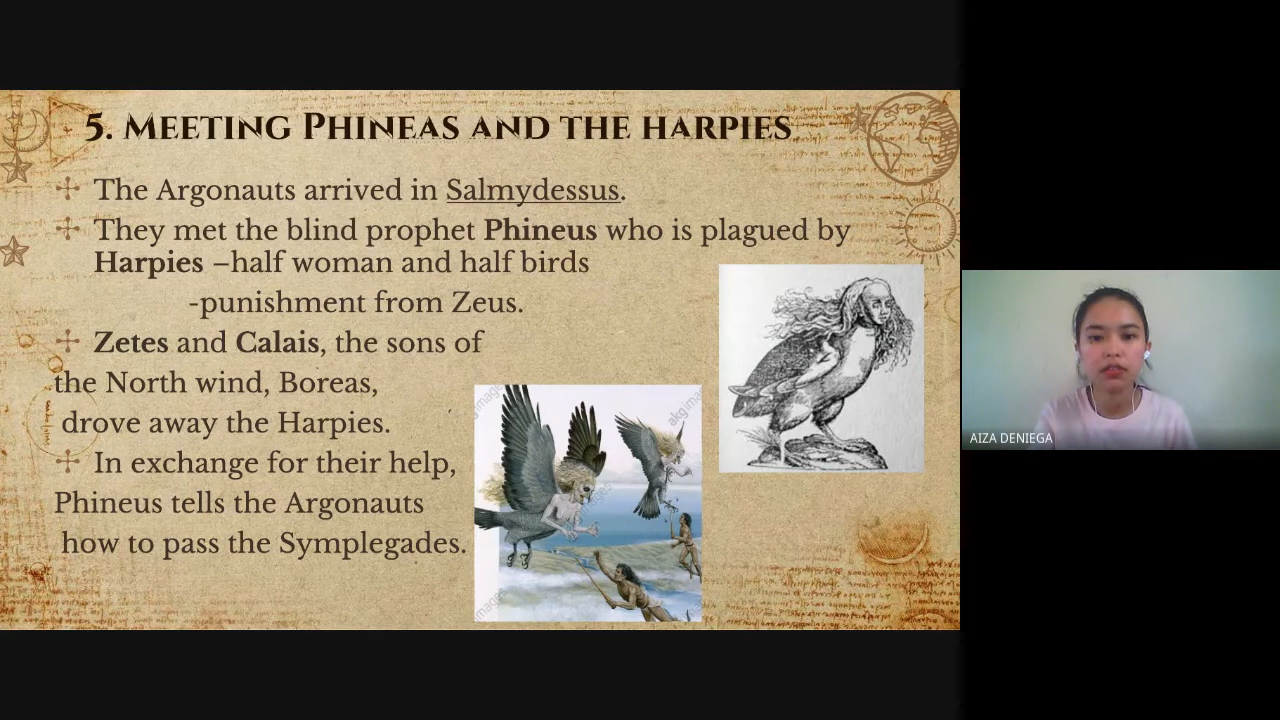 5. Meeting Phineas and the harpies
✣ The Argonauts arrived in Salmydessus.
✣ They met the blind prophet Phineus who is plagued by
Harpies –half woman and half birds
-punishment from Zeus.
✣ Zetes and Calais, the sons of
the North wind, Boreas,
drove away the Harpies.
✣ In exchange for their help,
Phineus tells the Argonauts
how to pass the Symplegades.
AIZA DENIEGA